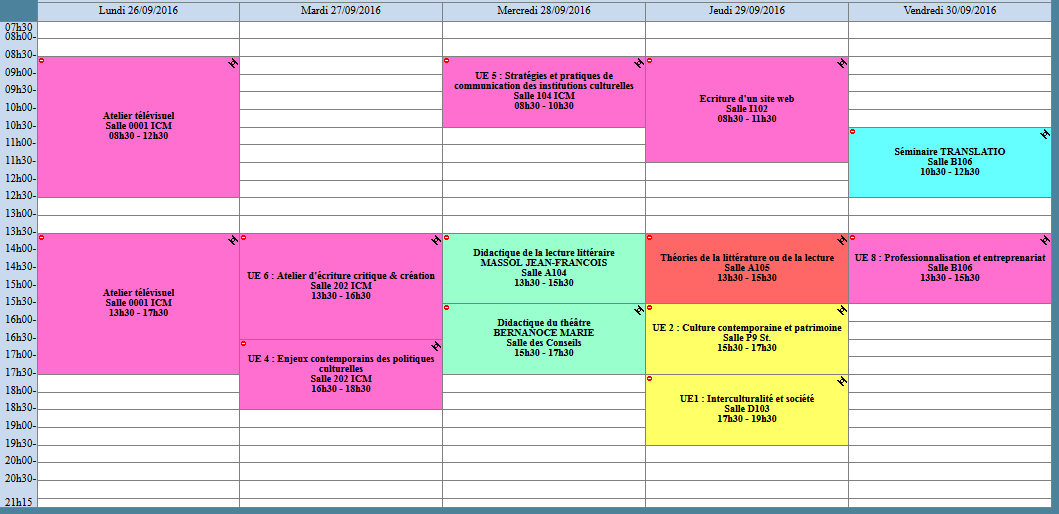 Lundi 26/09/2016
Mardi 27/09/2016
Mercredi 28/09/2016
Jeudi 29/09/2016
Vendredi 30/09/2016
07h30
08h00-
08h30-
09h00-
09h30-
10h00-
10h30-
11h00-
11h30-
12h00-
12h30-
13h00-
13h30-
14h00-
14h30-
15h00-
15h30-
16h00-
16h30-
17h00-
17h30-
18h00-
18h30-
19h00-
19h30-
20h00-
20h30-
21h15
Atelier télévisuel
Salle 0001 ICM
08h30 - 12h30
Atelier télévisuel
Salle 0001 ICM
13h30 - 17h30
UE 6 : Atelier d'écriture critique & création
Salle 202 ICM
13h30 - 16h30
UE 4 : Enjeux contemporains des politiques
culturelles
Salle 202 ICM
16h30 - 18h30
UE 5 : Stratégies et pratiques de
communication des institutions culturelles
Salle 104 ICM
08h30 - 10h30
Didactique de la lecture littéraire
MASSOL JEAN-FRANCOIS
Salle A104
13h30 - 15h30
Didactique du théâtre
BERNANOCE MARIE
Salle des Conseils
15h30 - 17h30
Ecriture d'un site web
Salle I102
08h30 - 11h30
Théories de la littérature ou de la lecture
Salle A105
13h30 - 15h30
UE 2 : Culture contemporaine et patrimoine
Salle P9 St.
15h30 - 17h30
UE1 : Interculturalité et société
Salle D103
17h30 - 19h30
Séminaire TRANSLATIO
Salle B106
10h30 - 12h30
UE 8 : Professionnalisation et entreprenariat
Salle B106
13h30 - 15h30